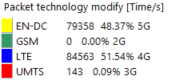 Packet technology modify [Time/s]
EN-DC 79358 48.37% 5G
GSM 0 0.00% 2G
LTE 84563 51.54% 4G
UMTS 143 0.09% 3G